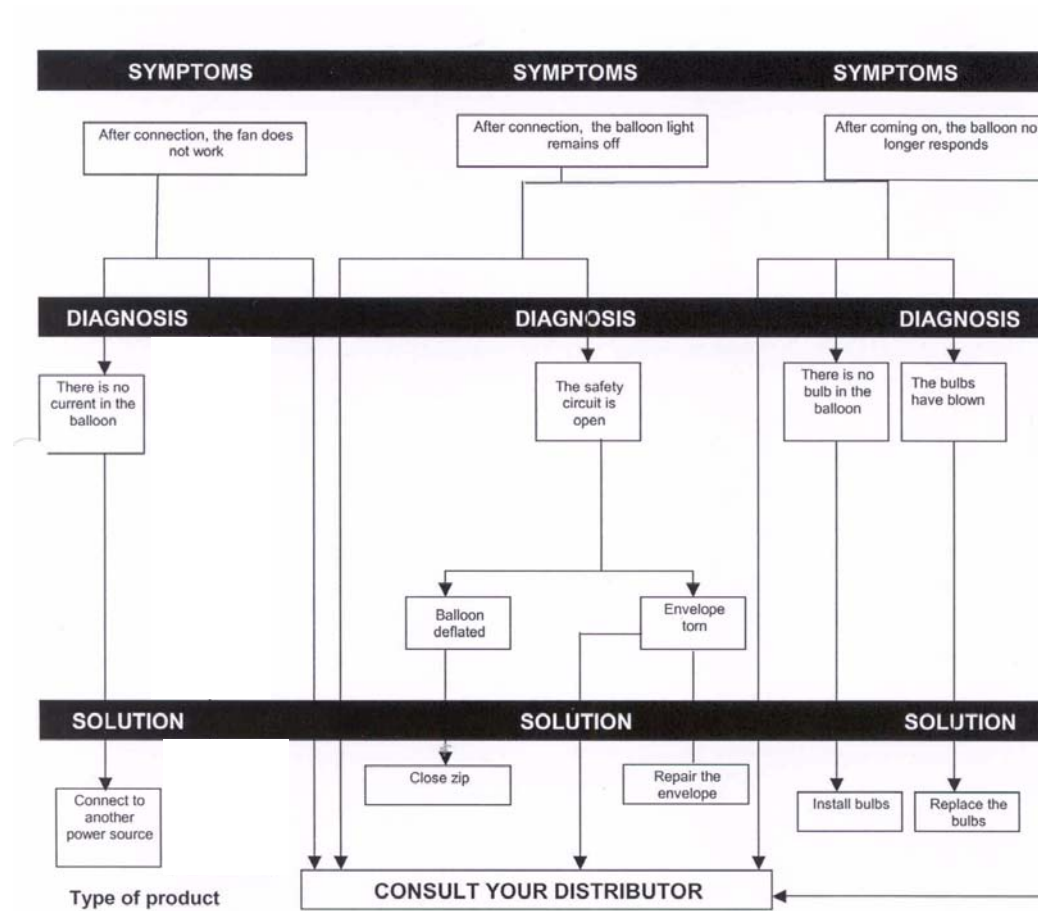 SYMPTOMS SYMPTOMS SYMPTOMS
After connection, the fan does
not work
After connection, the balloon light
remains off
After coming on, the balloon no
longer responds
DIAGNOSIS DIAGNOSIS DIAGNOSIS
There is no
current in the
balloon
The safety
circuit is
open
There is no
bulb in the
balloon
The bulbs
have blown
Balloon
deflated
Envelope
torn
SOLUTION SOLUTION SOLUTION
Connect to
another
power source
Close zip
Repair the
envelope
Install bulbs
Replace the
bulbs
Type of product
CONSULT YOUR DISTRIBUTOR